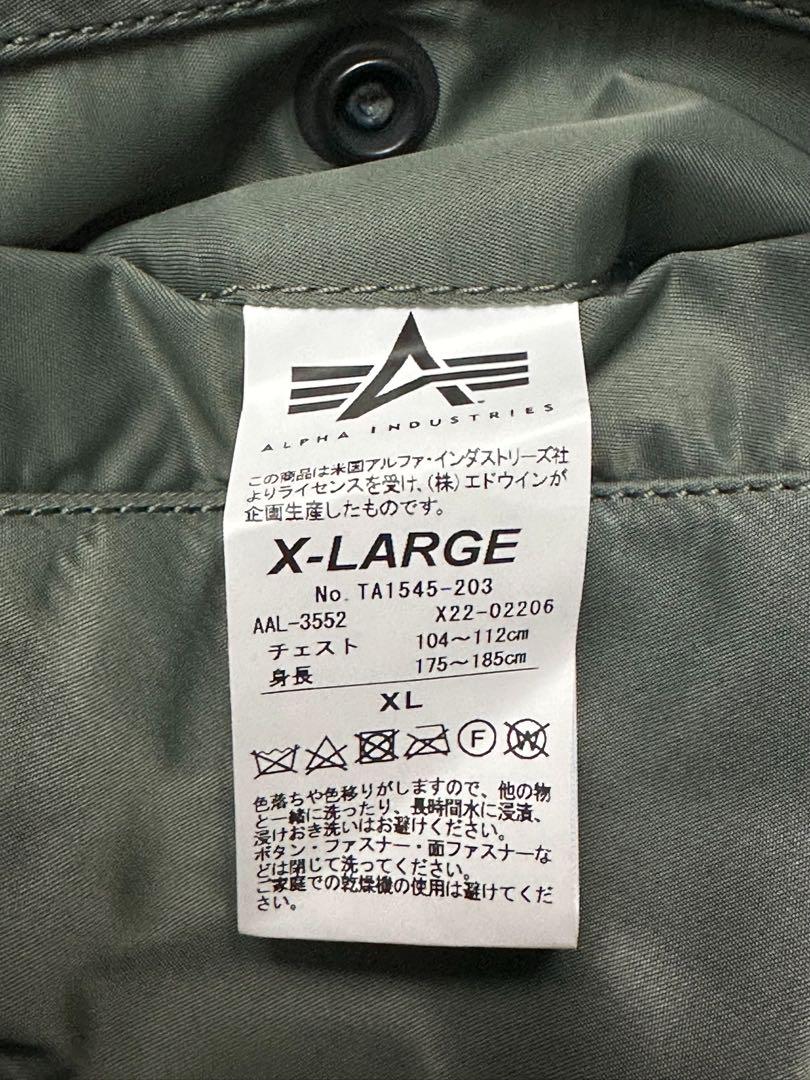 ALPHA INDUSTRIES
この商品は米国アルファ・インダストリーズ社
よりライセンスを受け、(株)エドウインが
企画生産したものです。
X-LARGE
No. TA1545-203
AAL-3552 X22-02206
チェスト 104～112cm
身長 175～185cm
XL
F W
色落ちや色移りがしますので、他の物
と一緒に洗ったり、長時間水に浸漬、
浸けおき洗いはお避けください。
ボタン・ファスナー・面ファスナーな
どは閉じて洗ってください。
ご家庭での乾燥機の使用は避けてくだ
さい。